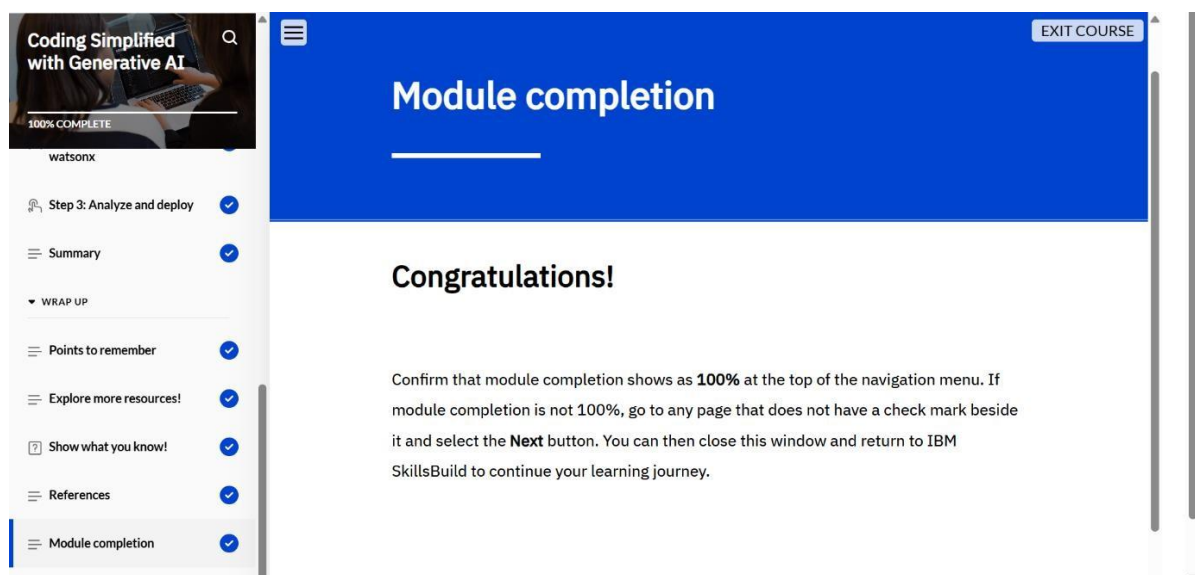 Coding Simplified
with Generative AI
100% COMPLETE
watsonx
Step 3: Analyze and deploy
Summary
WRAP UP
Points to remember
Explore more resources!
Show what you know!
References
Module completion
EXIT COURSE
Module completion
Congratulations!
Confirm that module completion shows as 100% at the top of the navigation menu. If
module completion is not 100%, go to any page that does not have a check mark beside
it and select the Next button. You can then close this window and return to IBM
SkillsBuild to continue your learning journey.